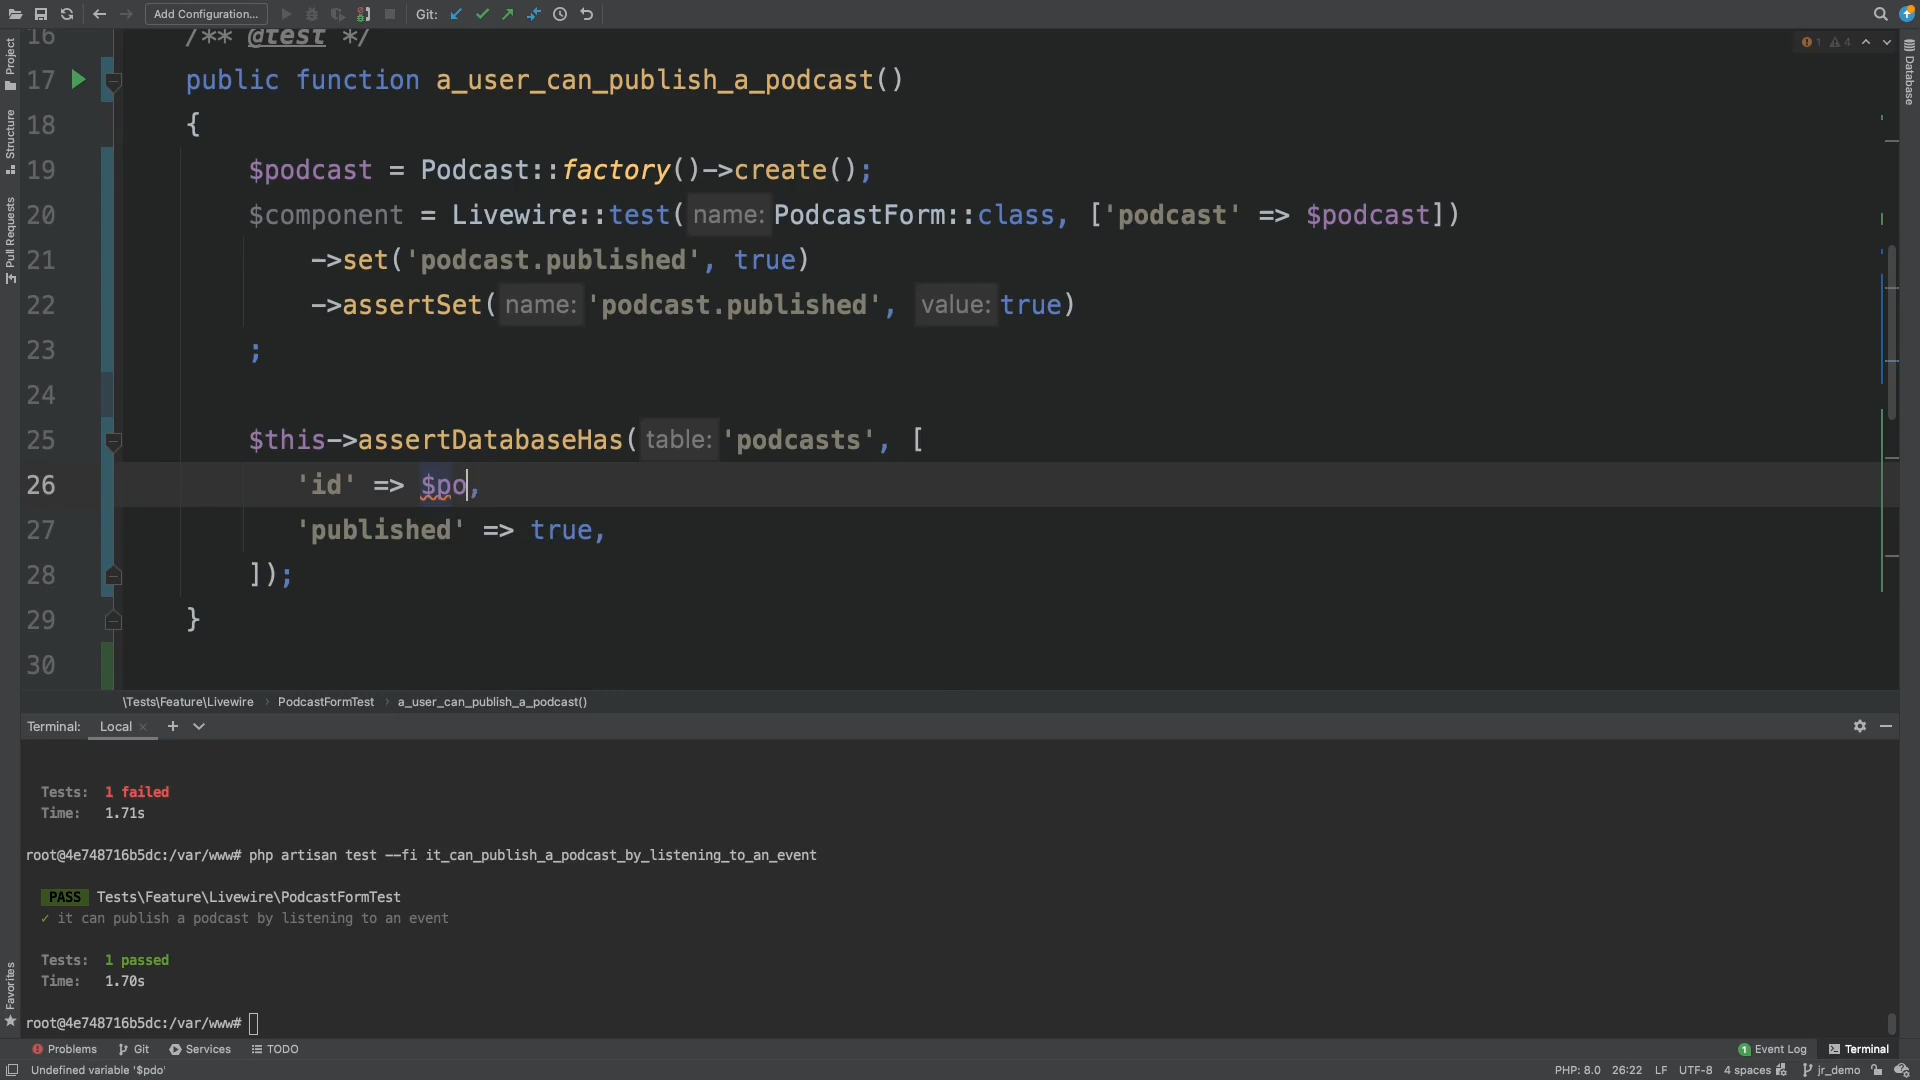 Add Configuration...
Git:
16 /** @test */
1 4
17 public function a_user_can_publish_a_podcast()
18 {
19 $podcast = Podcast::factory()->create();
20 $component = Livewire::test( name: PodcastForm::class, ['podcast' => $podcast])
21 ->set('podcast.published', true)
22 ->assertSet( name: 'podcast.published', value: true)
23 ;
24
25 $this->assertDatabaseHas( table: 'podcasts', [
26 'id' => $po,
27 'published' => true,
28 ]);
29 }
30
Project
Structure
Pull Requests
Favorites
Database
\Tests\Feature\Livewire › PodcastFormTest › a_user_can_publish_a_podcast()
Terminal: Local × +
Tests: 1 failed
Time: 1.71s
root@4e748716b5dc:/var/www# php artisan test --fi it_can_publish_a_podcast_by_listening_to_an_event
PASS Tests\Feature\Livewire\PodcastFormTest
✓ it can publish a podcast by listening to an event
Tests: 1 passed
Time: 1.70s
root@4e748716b5dc:/var/www#
Problems Git Services TODO 1 Event Log Terminal
Undefined variable '$pdo' PHP: 8.0 26:22 LF UTF-8 4 spaces jr_demo